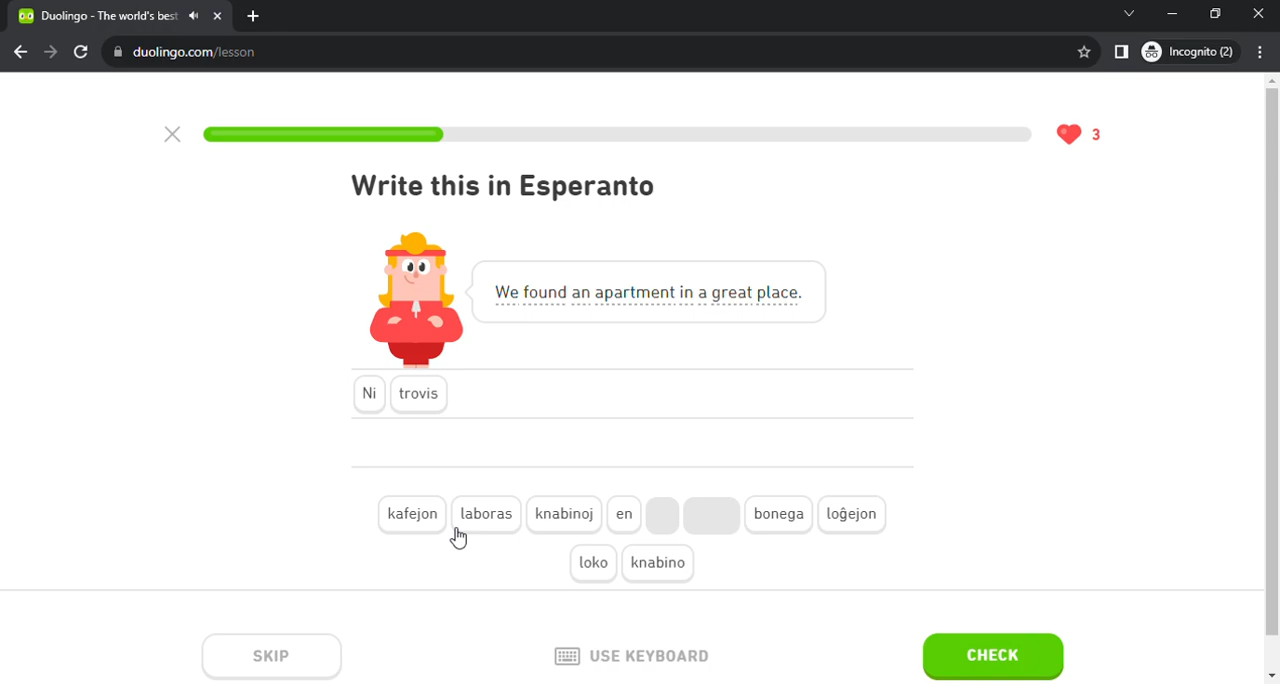 Duolingo - The world's best
duolingo.com/lesson
Incognito (2)
3
Write this in Esperanto
We found an apartment in a great place.
Ni trovis
kafejon laboras knabinoj en bonega loĝejon
loko knabino
SKIP
USE KEYBOARD
CHECK